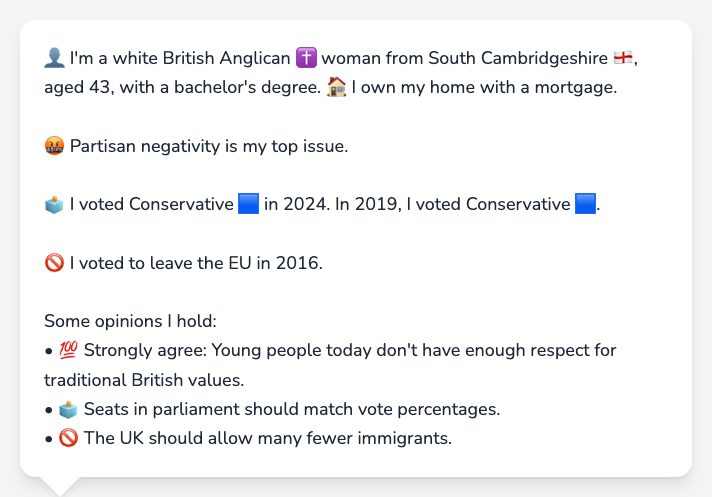 👤 I'm a white British Anglican ✝️ woman from South Cambridgeshire 🏴󠁧󠁢󠁥󠁮󠁧󠁿,
aged 43, with a bachelor's degree. 🏠 I own my home with a mortgage.
🤬 Partisan negativity is my top issue.
🗳️ I voted Conservative 🟦 in 2024. In 2019, I voted Conservative 🟦.
🚫 I voted to leave the EU in 2016.
Some opinions I hold:
• 💯 Strongly agree: Young people today don't have enough respect for
traditional British values.
• 🗳️ Seats in parliament should match vote percentages.
• 🚫 The UK should allow many fewer immigrants.